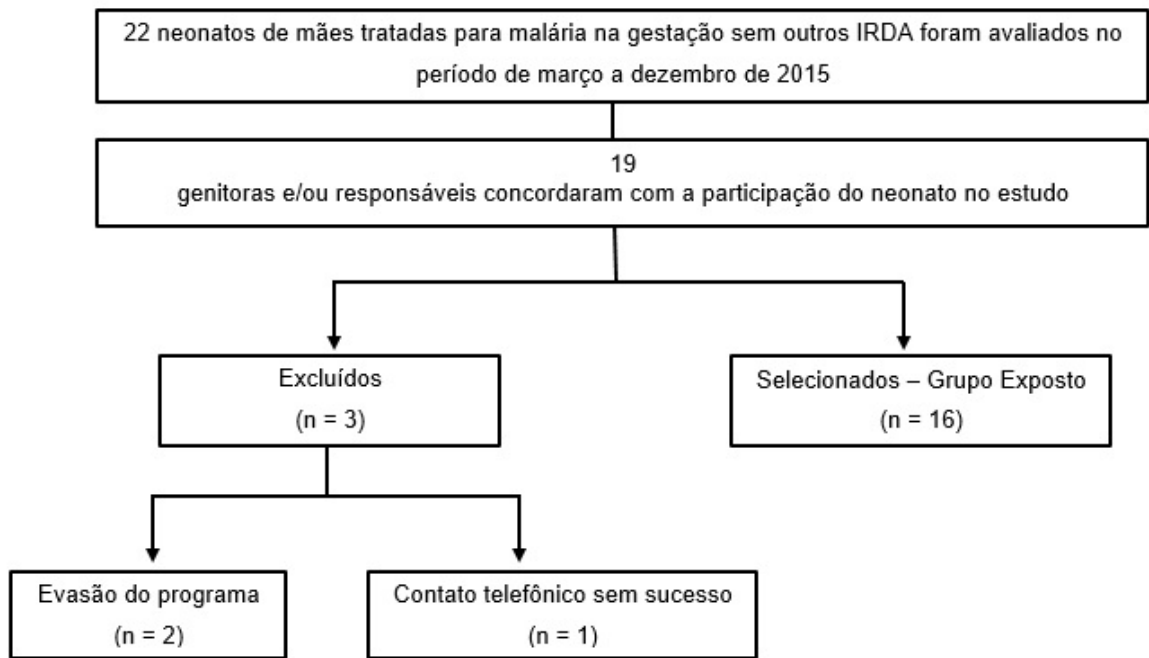 22 neonatos de mães tratadas para malária na gestação sem outros IRDA foram avaliados no
período de março a dezembro de 2015
19
genitoras e/ou responsáveis concordaram com a participação do neonato no estudo
Excluídos
(n = 3)
Selecionados – Grupo Exposto
(n = 16)
Evasão do programa
(n = 2)
Contato telefônico sem sucesso
(n = 1)